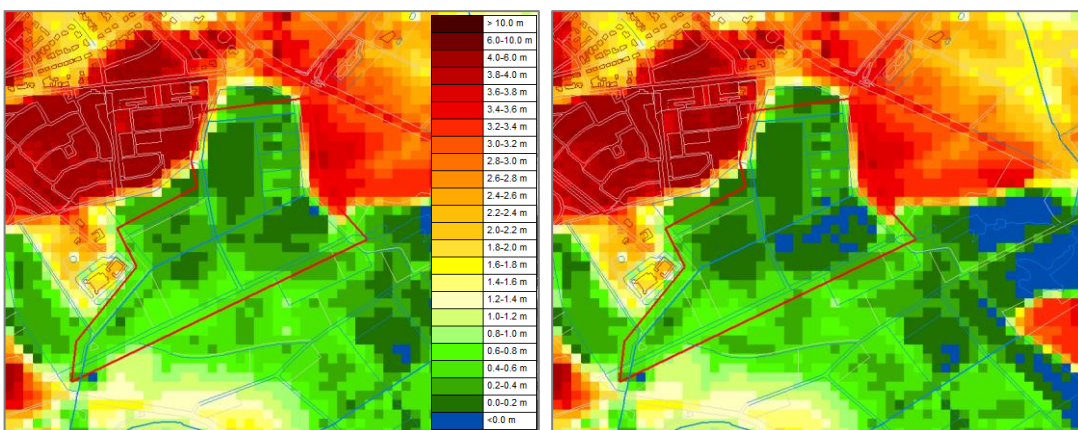 > 10.0 m
6.0-10.0 m
4.0-6.0 m
3.8-4.0 m
3.6-3.8 m
3.4-3.6 m
3.2-3.4 m
3.0-3.2 m
2.8-3.0 m
2.6-2.8 m
2.4-2.6 m
2.2-2.4 m
2.0-2.2 m
1.8-2.0 m
1.6-1.8 m
1.4-1.6 m
1.2-1.4 m
1.0-1.2 m
0.8-1.0 m
0.6-0.8 m
0.4-0.6 m
0.2-0.4 m
0.0-0.2 m
<0.0 m